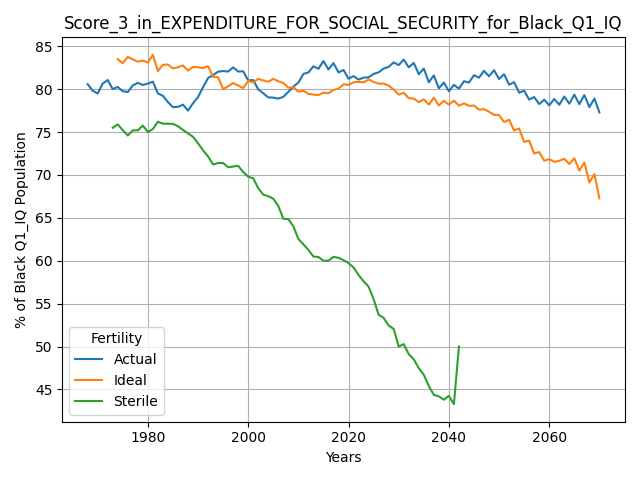 Score_3_in_EXPENDITURE_FOR_SOCIAL_SECURITY_for_Black_Q1_IQ
% of Black Q1_IQ Population
85
80
75
70
65
60
55
50
45
Fertility
Actual
Ideal
Sterile
1980
2000
2020
2040
2060
Years